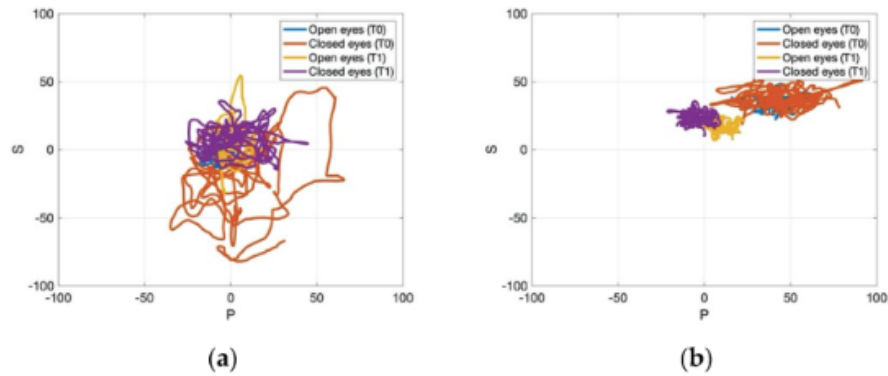 100
50
0
-50
-100
S
-100 -50 0 50 100
P
Open eyes (T0)
Closed eyes (T0)
Open eyes (T1)
Closed eyes (T1)
(a)
100
50
0
-50
-100
S
-100 -50 0 50 100
P
Open eyes (T0)
Closed eyes (T0)
Open eyes (T1)
Closed eyes (T1)
(b)